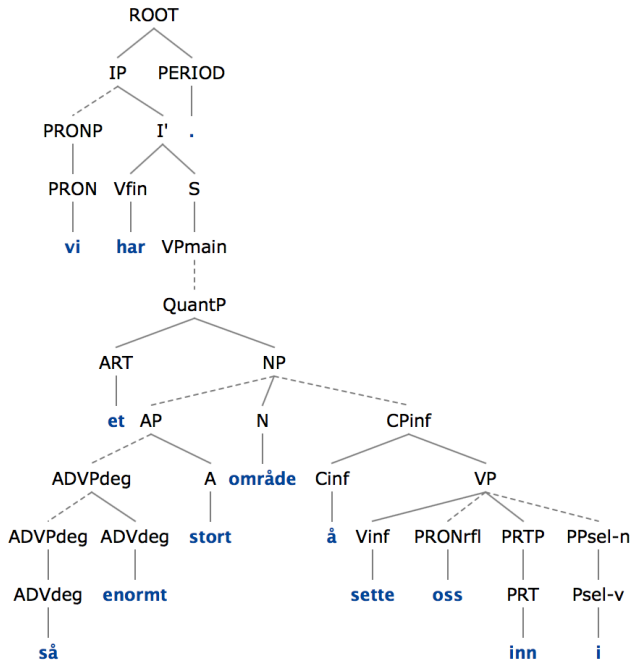 ROOT
IP PERIOD
PRONP I' .
PRON Vfin S
vi har VPmain
QuantP
ART NP
et AP N CPinf
ADVPdeg A område Cinf VP
ADVPdeg ADVdeg stort å Vinf PRONrfl PRTP PPsel-n
ADVdeg enormt sette oss PRT Psel-v
så inn i